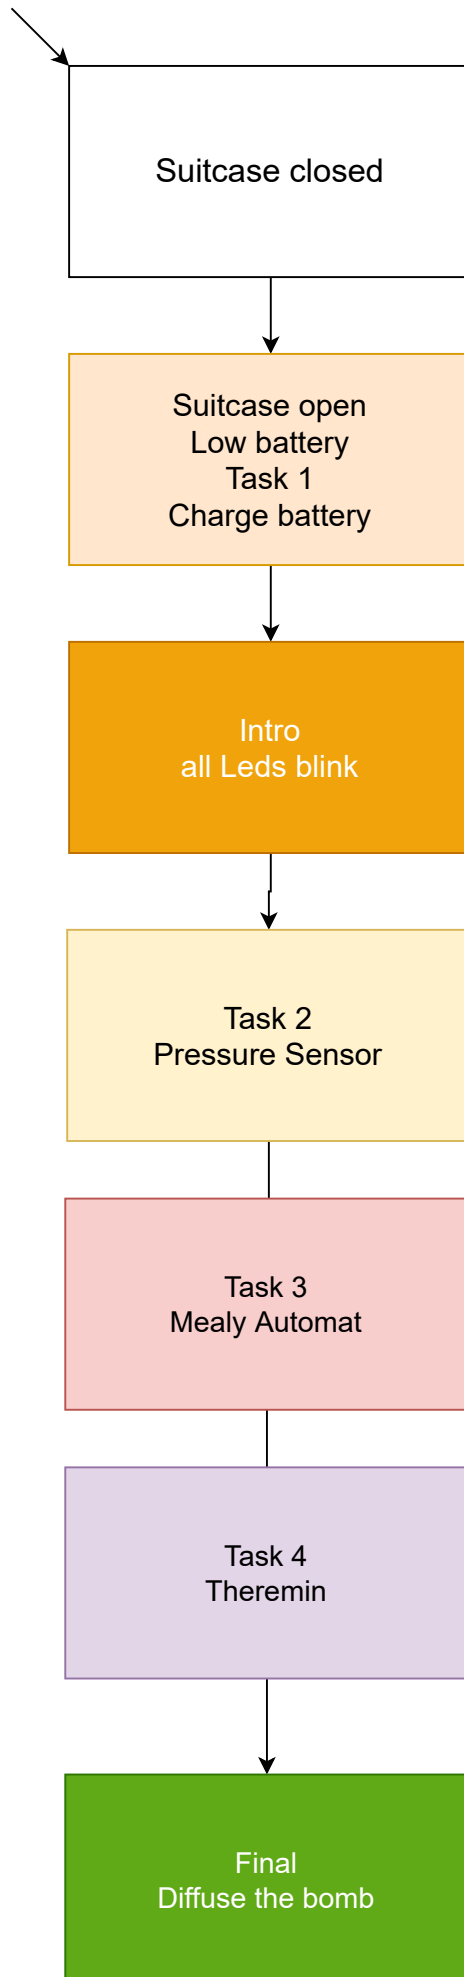 Suitcase closed
Suitcase open
Low battery
Task 1
Charge battery
Intro
all Leds blink
Task 2
Pressure Sensor
Task 3
Mealy Automat
Task 4
Theremin
Final
Diffuse the bomb